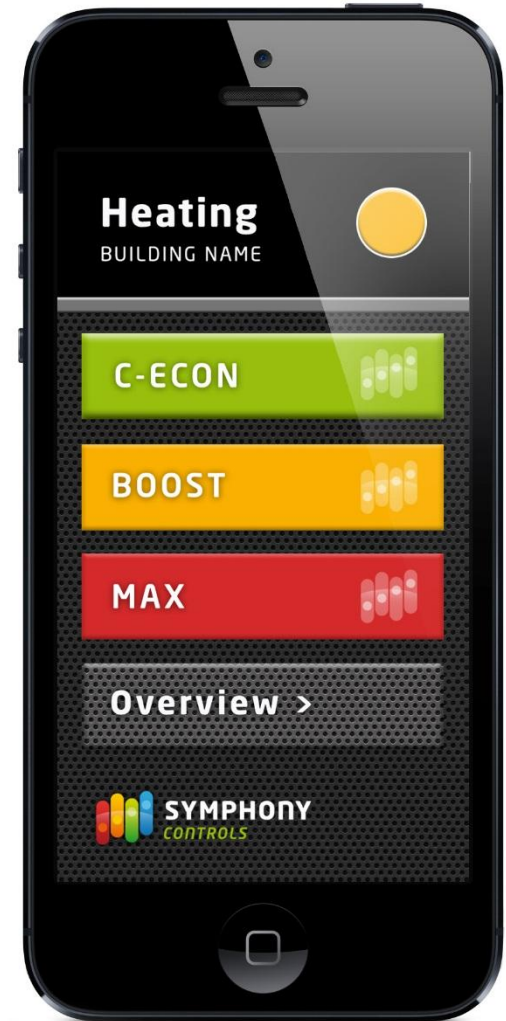 Heating
BUILDING NAME
C-ECON
BOOST
MAX
Overview >
SYMPHONY
CONTROLS